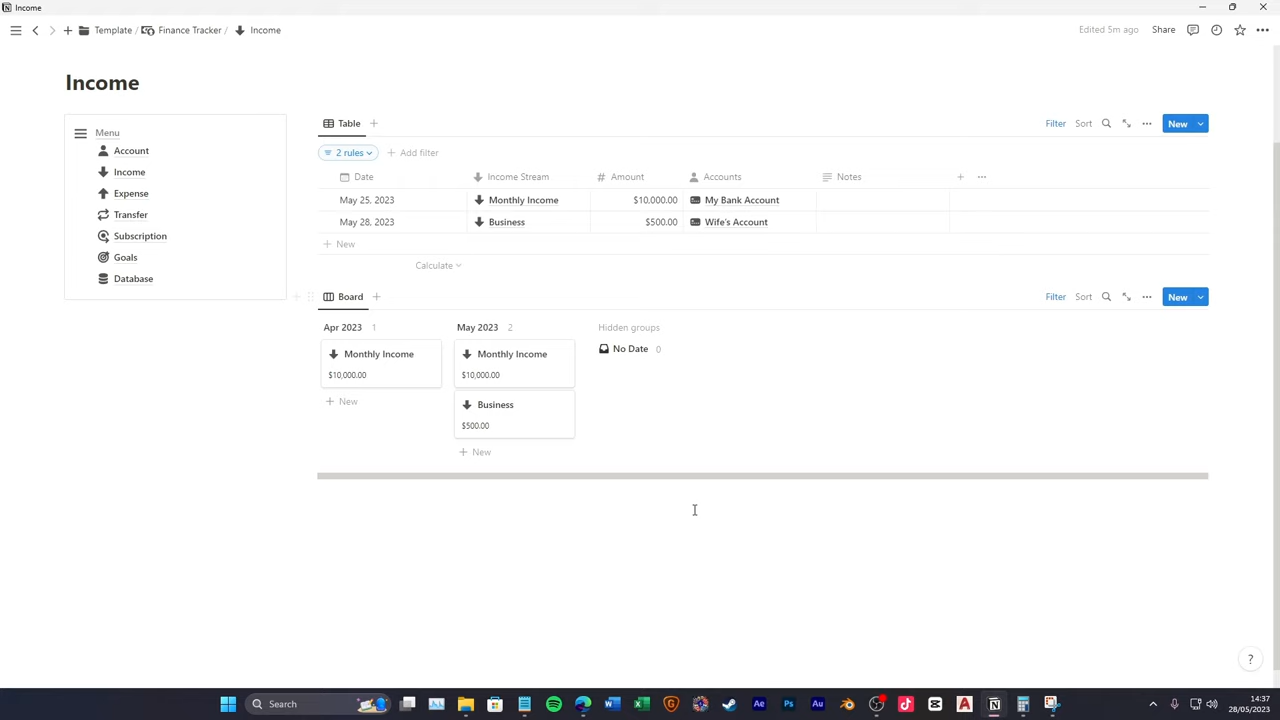 Income
Template / Finance Tracker / Income
Edited 5m ago Share
Income
Menu
Account
Income
Expense
Transfer
Subscription
Goals
Database
Table
Filter Sort New
2 rules Add filter
Date Income Stream Amount Accounts Notes
May 25, 2023 Monthly Income $10,000.00 My Bank Account
May 28, 2023 Business $500.00 Wife's Account
New
Calculate
Board
Filter Sort New
Apr 2023 1 May 2023 2 Hidden groups
Monthly Income Monthly Income No Date 0
$10,000.00 $10,000.00
New Business
$500.00
New
?
Search
14:37
28/05/2023